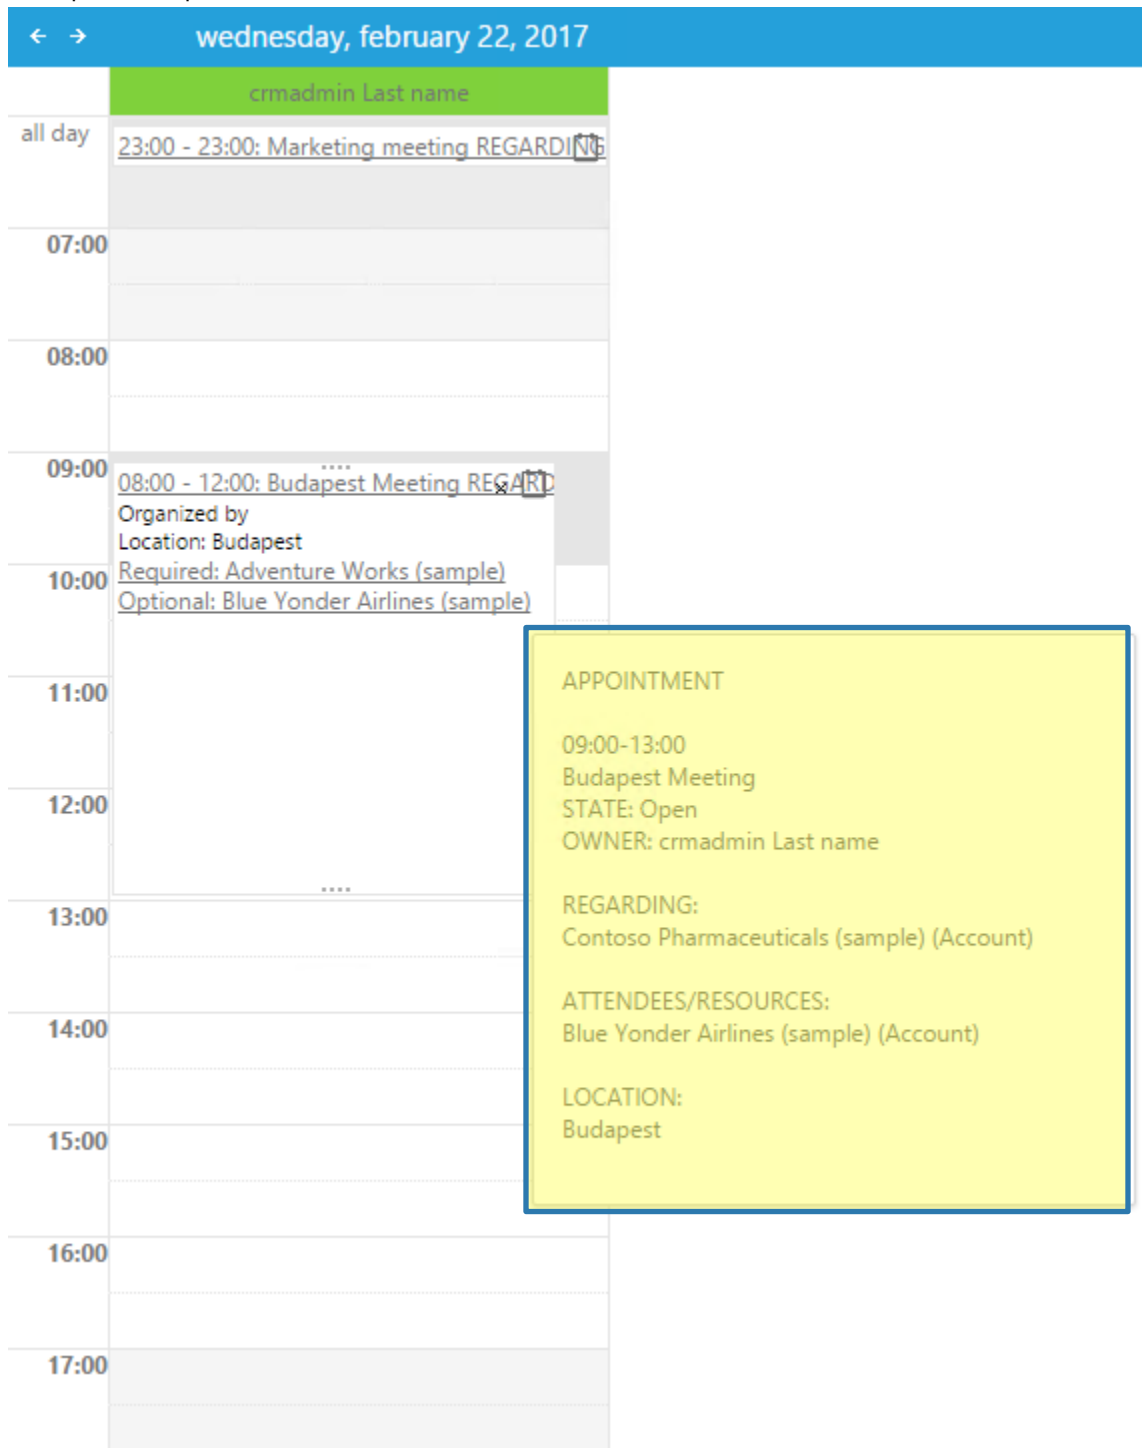 wednesday, february 22, 2017
crmadmin Last name
all day
23:00 - 23:00: Marketing meeting REGARDING
07:00
08:00
09:00
08:00 - 12:00: Budapest Meeting REGARD
Organized by
Location: Budapest
10:00
Required: Adventure Works (sample)
Optional: Blue Yonder Airlines (sample)
11:00
12:00
13:00
14:00
15:00
16:00
17:00
APPOINTMENT
09:00-13:00
Budapest Meeting
STATE: Open
OWNER: crmadmin Last name
REGARDING:
Contoso Pharmaceuticals (sample) (Account)
ATTENDEES/RESOURCES:
Blue Yonder Airlines (sample) (Account)
LOCATION:
Budapest